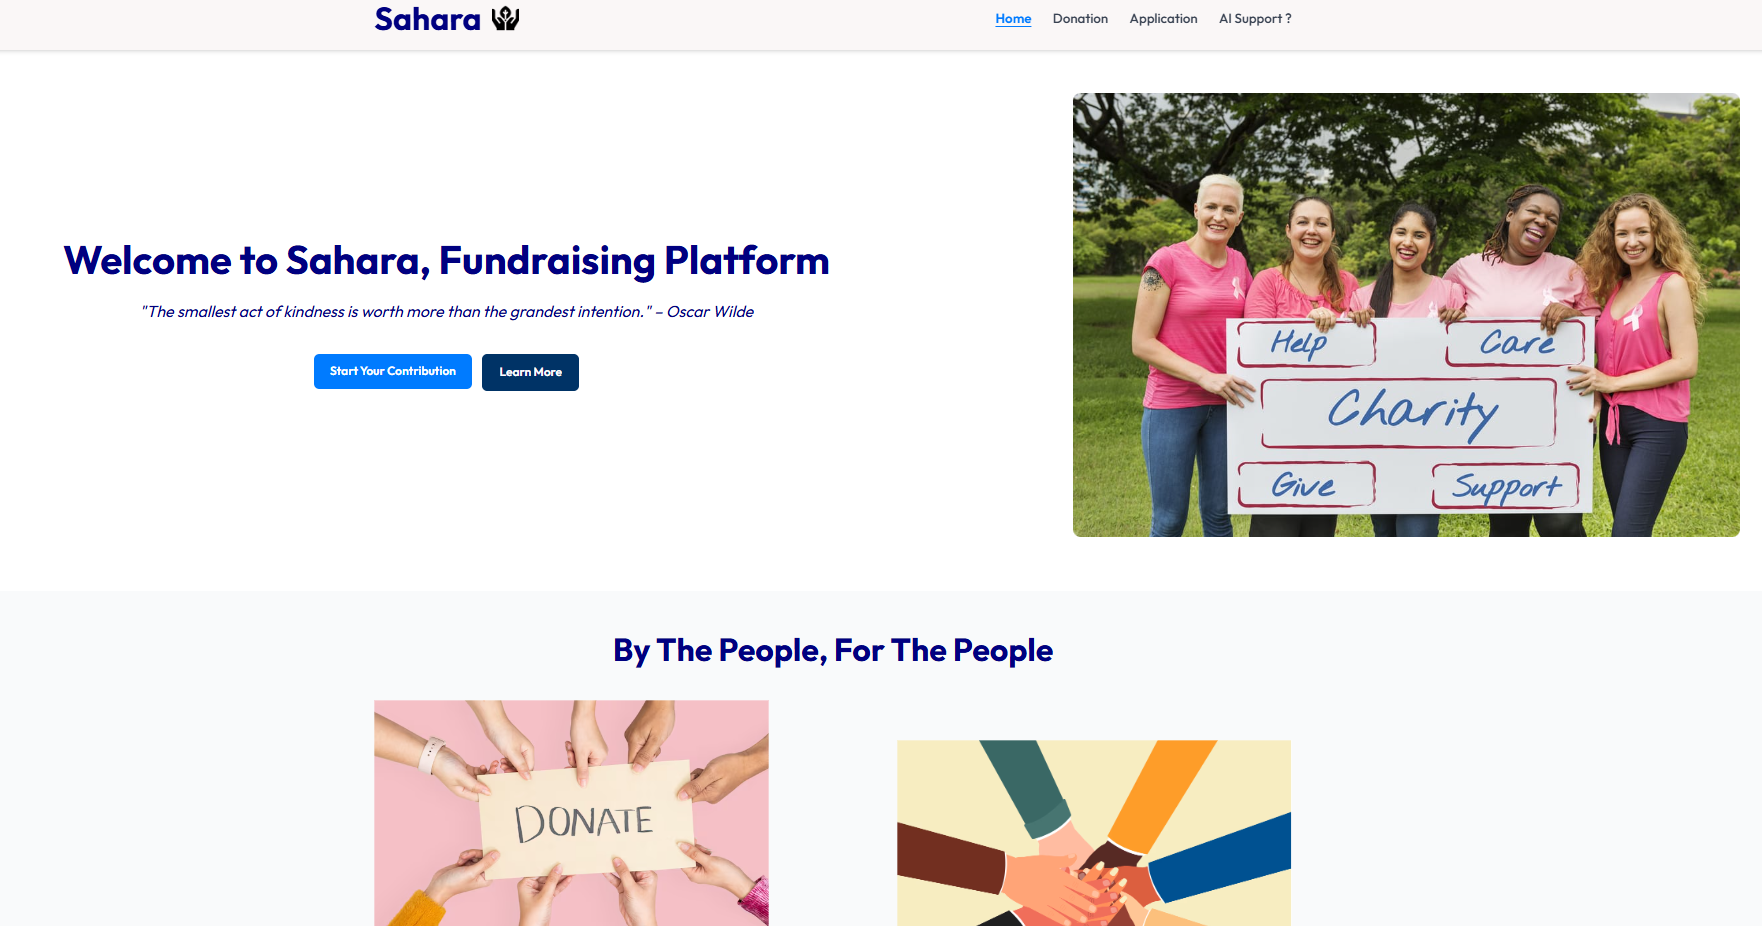 Sahara
Home Donation Application AI Support ?
Welcome to Sahara, Fundraising Platform
"The smallest act of kindness is worth more than the grandest intention." – Oscar Wilde
Start Your Contribution Learn More
Help Care
Charity
Give Support
By The People, For The People
DONATE